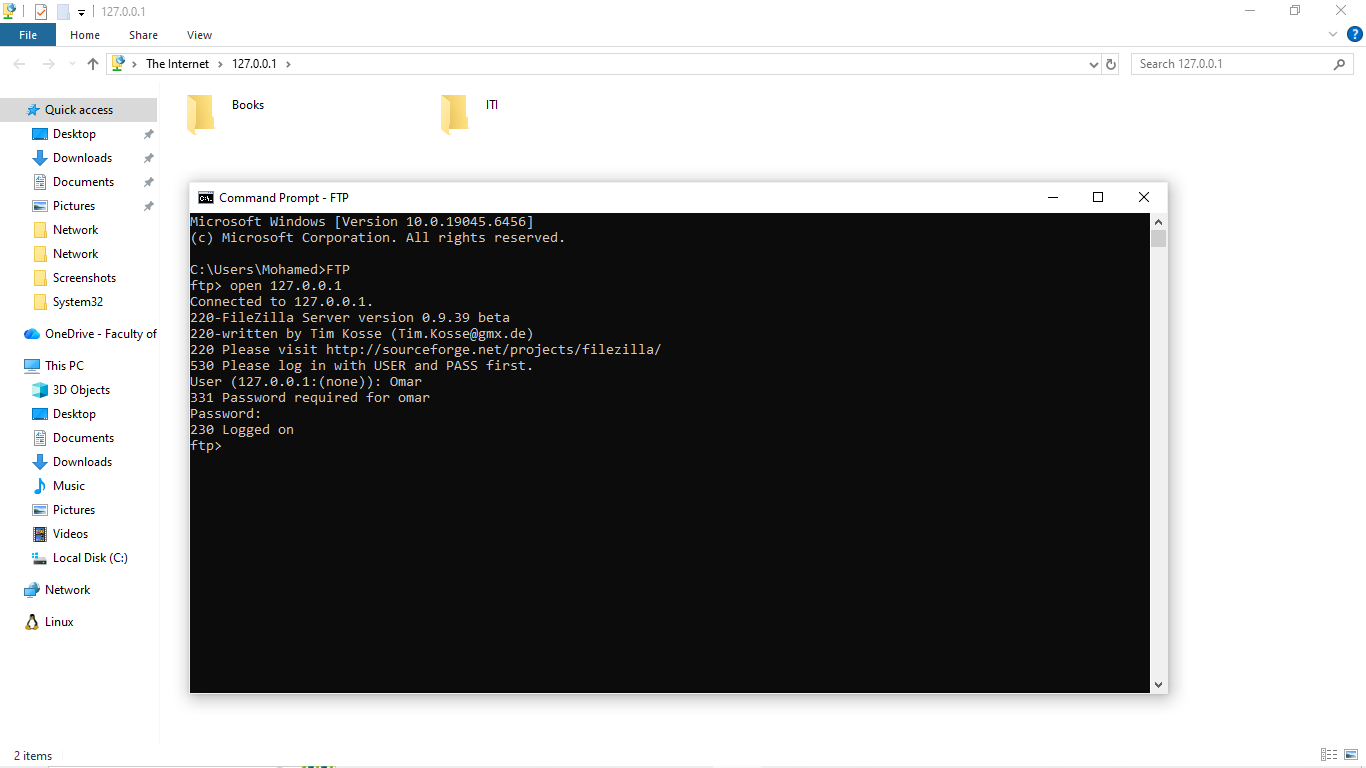 127.0.0.1
File Home Share View
The Internet 127.0.0.1 Search 127.0.0.1
Quick access
Desktop
Downloads
Documents
Pictures
Network
Network
Screenshots
System32
OneDrive - Faculty of
This PC
3D Objects
Desktop
Documents
Downloads
Music
Pictures
Videos
Local Disk (C:)
Network
Linux
Books ITI
Command Prompt - FTP
Microsoft Windows [Version 10.0.19045.6456]
(c) Microsoft Corporation. All rights reserved.
C:\Users\Mohamed>FTP
ftp> open 127.0.0.1
Connected to 127.0.0.1.
220-FileZilla Server version 0.9.39 beta
220-written by Tim Kosse (Tim.Kosse@gmx.de)
220 Please visit http://sourceforge.net/projects/filezilla/
530 Please log in with USER and PASS first.
User (127.0.0.1:(none)): Omar
331 Password required for omar
Password:
230 Logged on
ftp>
2 items